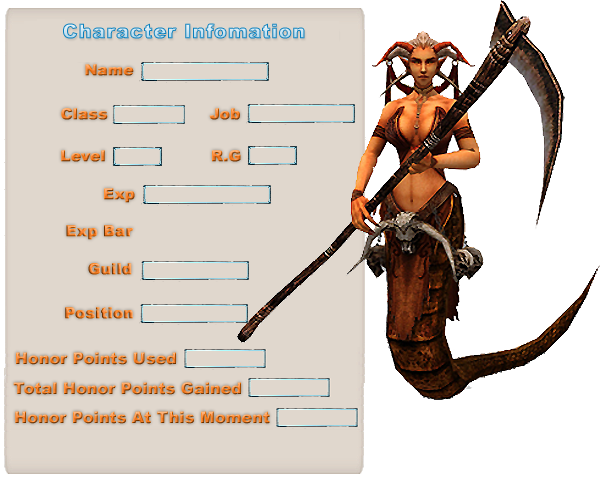 Character Infomation
Name
Class Job
Level R.G
Exp
Exp Bar
Guild
Position
Honor Points Used
Total Honor Points Gained
Honor Points At This Moment